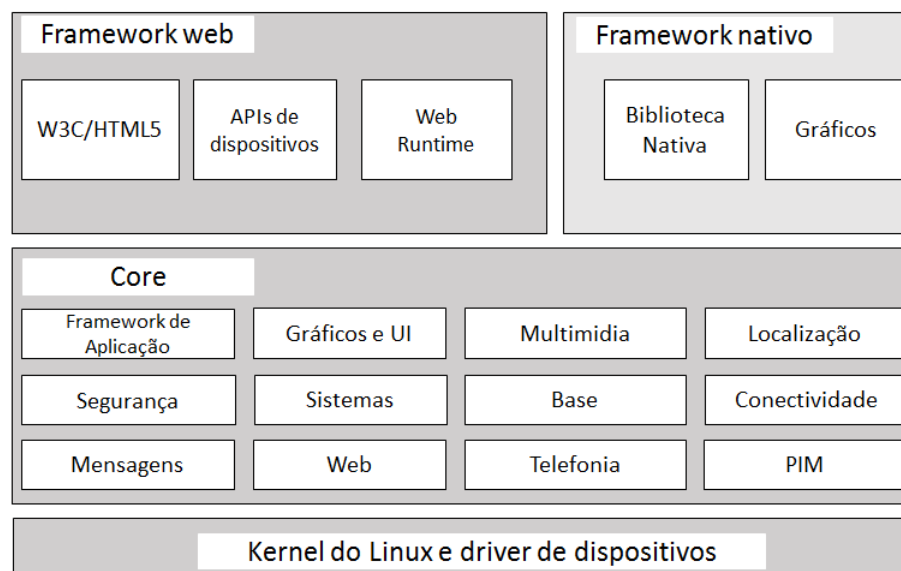 Framework web
W3C/HTML5
APIs de
dispositivos
Web
Runtime
Framework nativo
Biblioteca
Nativa
Gráficos
Core
Framework de
Aplicação
Gráficos e UI
Multimidia
Localização
Segurança
Sistemas
Base
Conectividade
Mensagens
Web
Telefonia
PIM
Kernel do Linux e driver de dispositivos